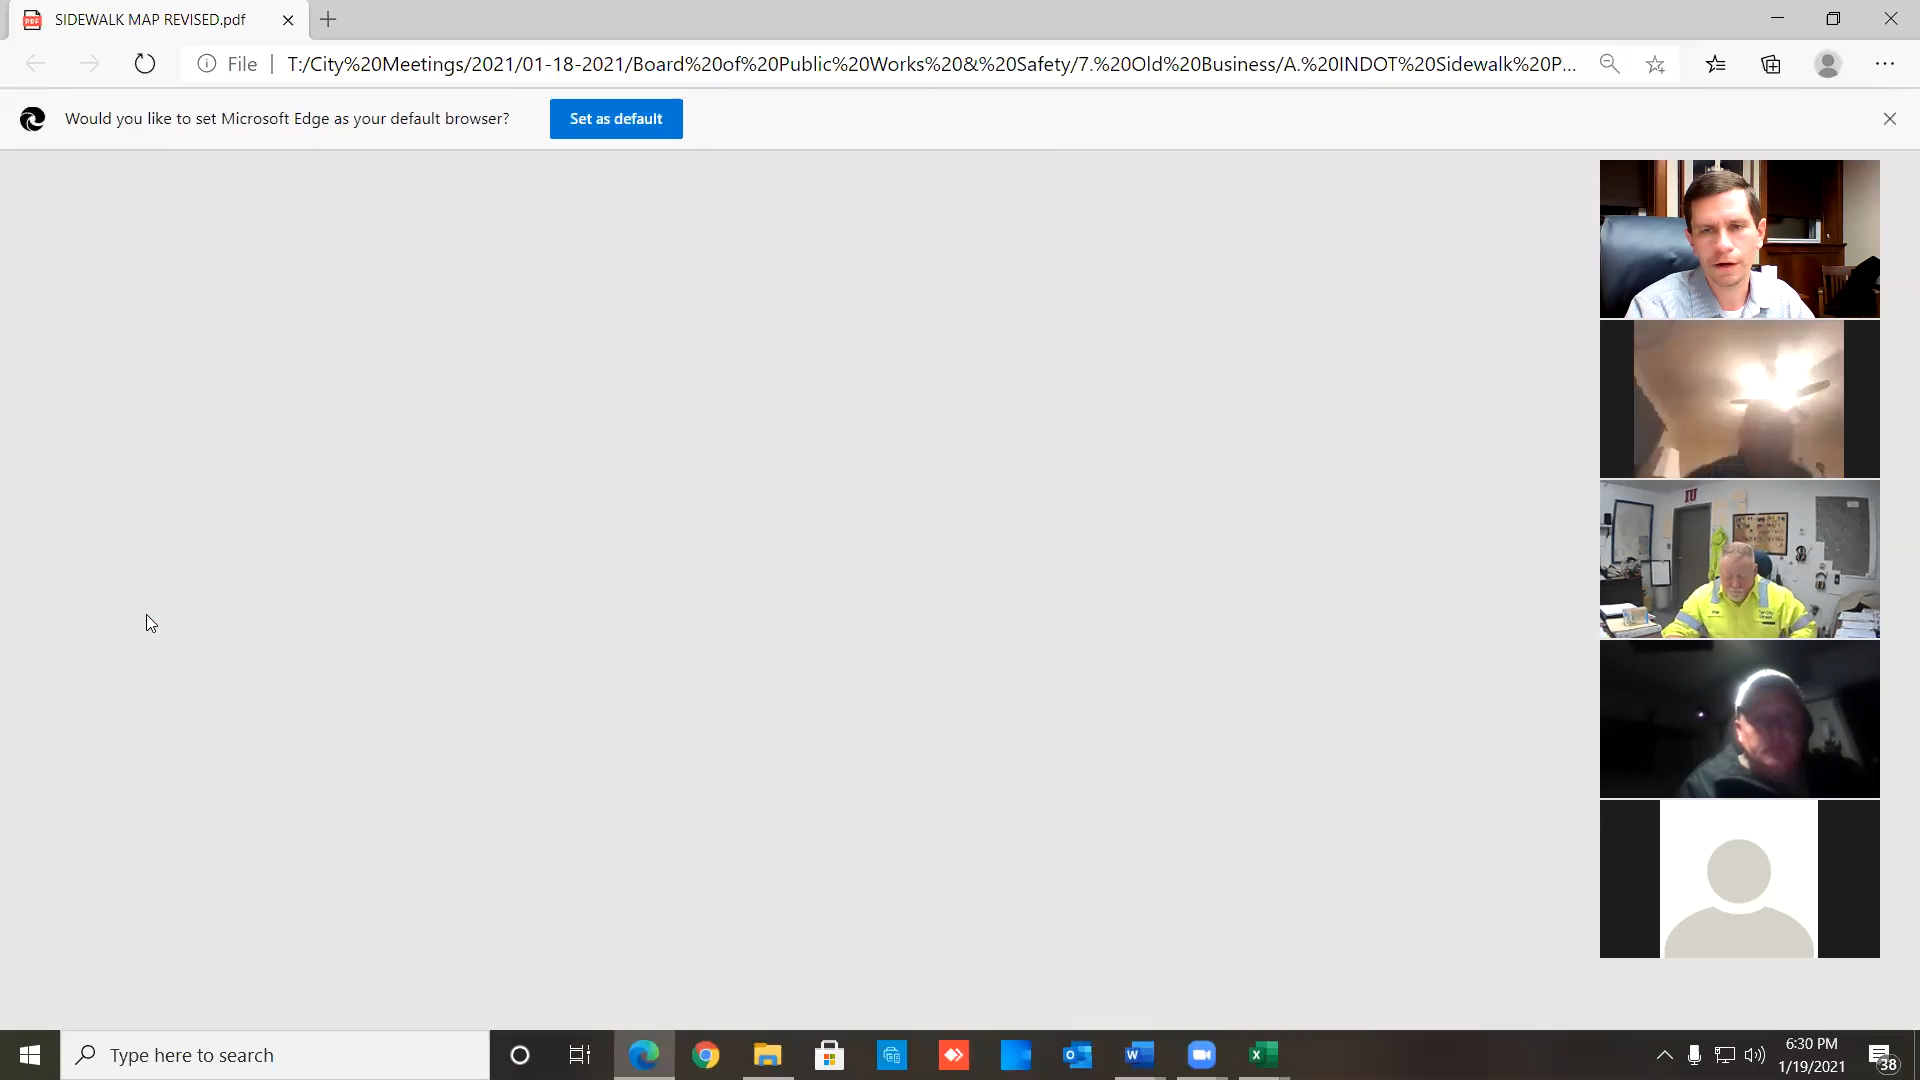 SIDEWALK MAP REVISED.pdf
File
T:/City%20Meetings/2021/01-18-2021/Board%20of%20Public%20Works%20&%20Safety/7.%20Old%20Business/A.%20INDOT%20Sidewalk%20P...
Would you like to set Microsoft Edge as your default browser?
Set as default
IU
Type here to search
6:30 PM
1/19/2021
38